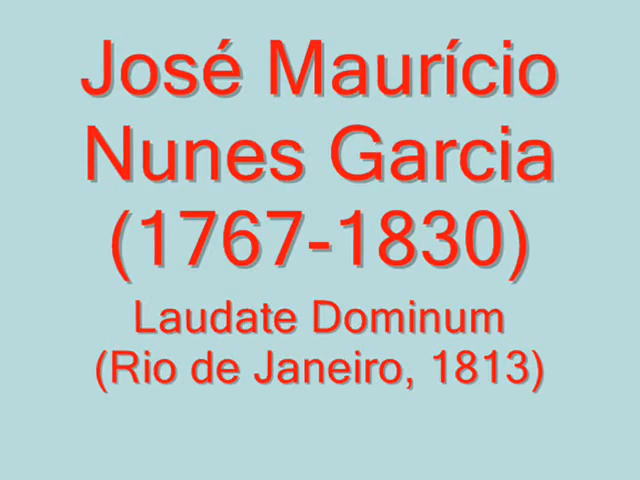 José Maurício
Nunes Garcia
(1767-1830)
Laudate Dominum
(Rio de Janeiro, 1813)